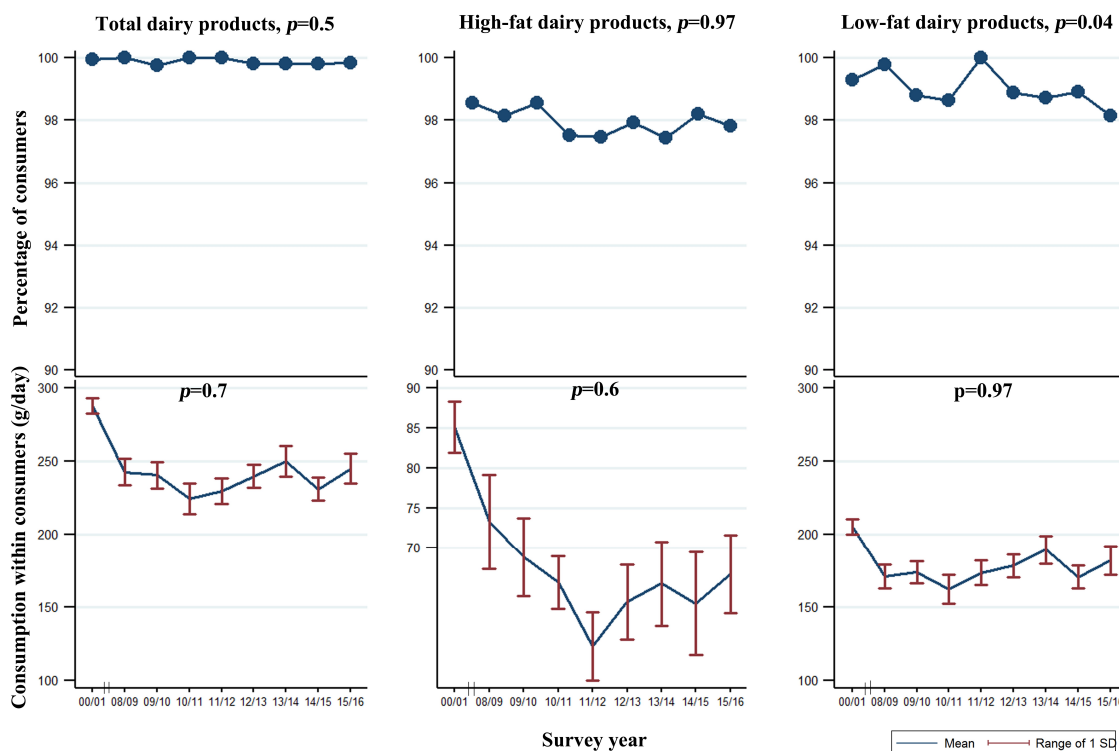 Total dairy products, p=0.5
High-fat dairy products, p=0.97
Low-fat dairy products, p=0.04
Percentage of consumers
100
98
96
94
92
90
100
98
96
94
92
90
100
98
96
94
92
90
p=0.7
p=0.6
p=0.97
Consumption within consumers (g/day)
300
250
200
150
100
90
85
80
75
70
300
250
200
150
100
00/01 08/09 09/10 10/11 11/12 12/13 13/14 14/15 15/16
00/01 08/09 09/10 10/11 11/12 12/13 13/14 14/15 15/16
00/01 08/09 09/10 10/11 11/12 12/13 13/14 14/15 15/16
Survey year
Mean
Range of 1 SD